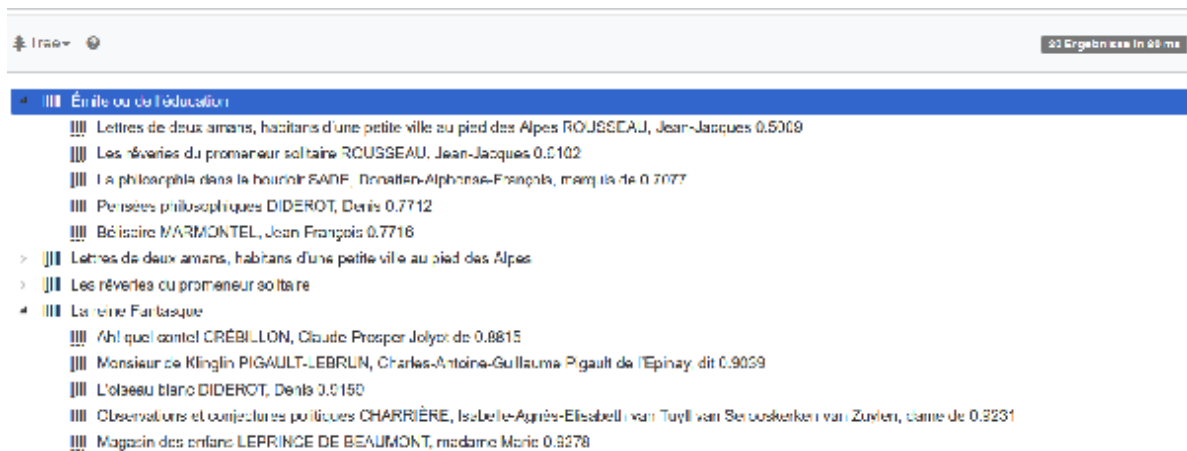 Tree
20 Ergebnisse in 89 ms
Émile ou de l'éducation
Lettres de deux amans, habitans d'une petite ville au pied des Alpes ROUSSEAU, Jean-Jacques 0.5009
Les rêveries du promeneur solitaire ROUSSEAU, Jean-Jacques 0.6102
La philosophie dans le boudoir SADE, Donatien-Alphonse-François, marquis de 0.7077
Pensées philosophiques DIDEROT, Denis 0.7712
Bélisaire MARMONTEL, Jean François 0.7716
Lettres de deux amans, habitans d'une petite ville au pied des Alpes
Les rêveries du promeneur solitaire
La reine Fantasque
Ah! quel conte! CRÉBILLON, Claude Prosper Jolyot de 0.8815
Monsieur de Klinglin PIGAULT-LEBRUN, Charles-Antoine-Guillaume Pigault de l'Epinay, dit 0.9039
L'oiseau blanc DIDEROT, Denis 0.9159
Observations et conjectures politiques CHARRIÈRE, Isabelle-Agnès-Elisabeth van Tuyll van Serooskerken van Zuylen, dame de 0.9231
Magasin des enfans LEPRINCE DE BEAUMONT, madame Marie 0.9278